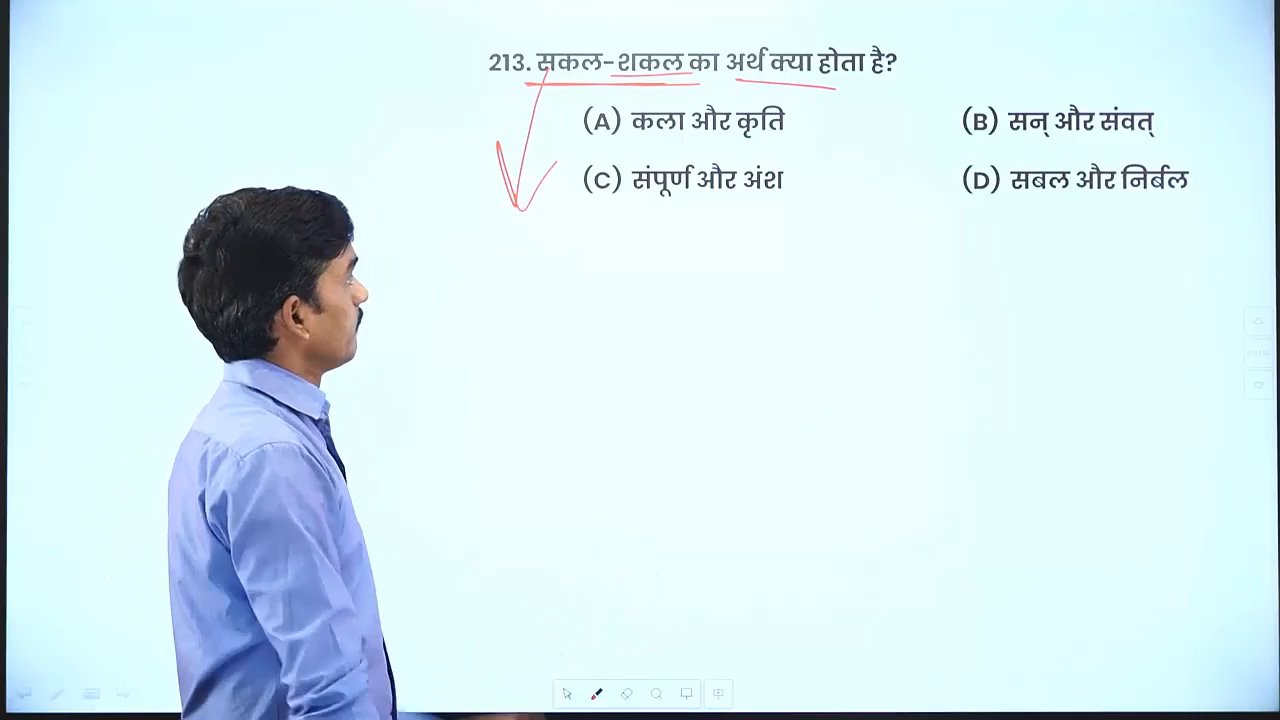 213. सकल-शकल का अर्थ क्या होता है?
(A) कला और कृति
(B) सन् और संवत्
(C) संपूर्ण और अंश
(D) सबल और निर्बल